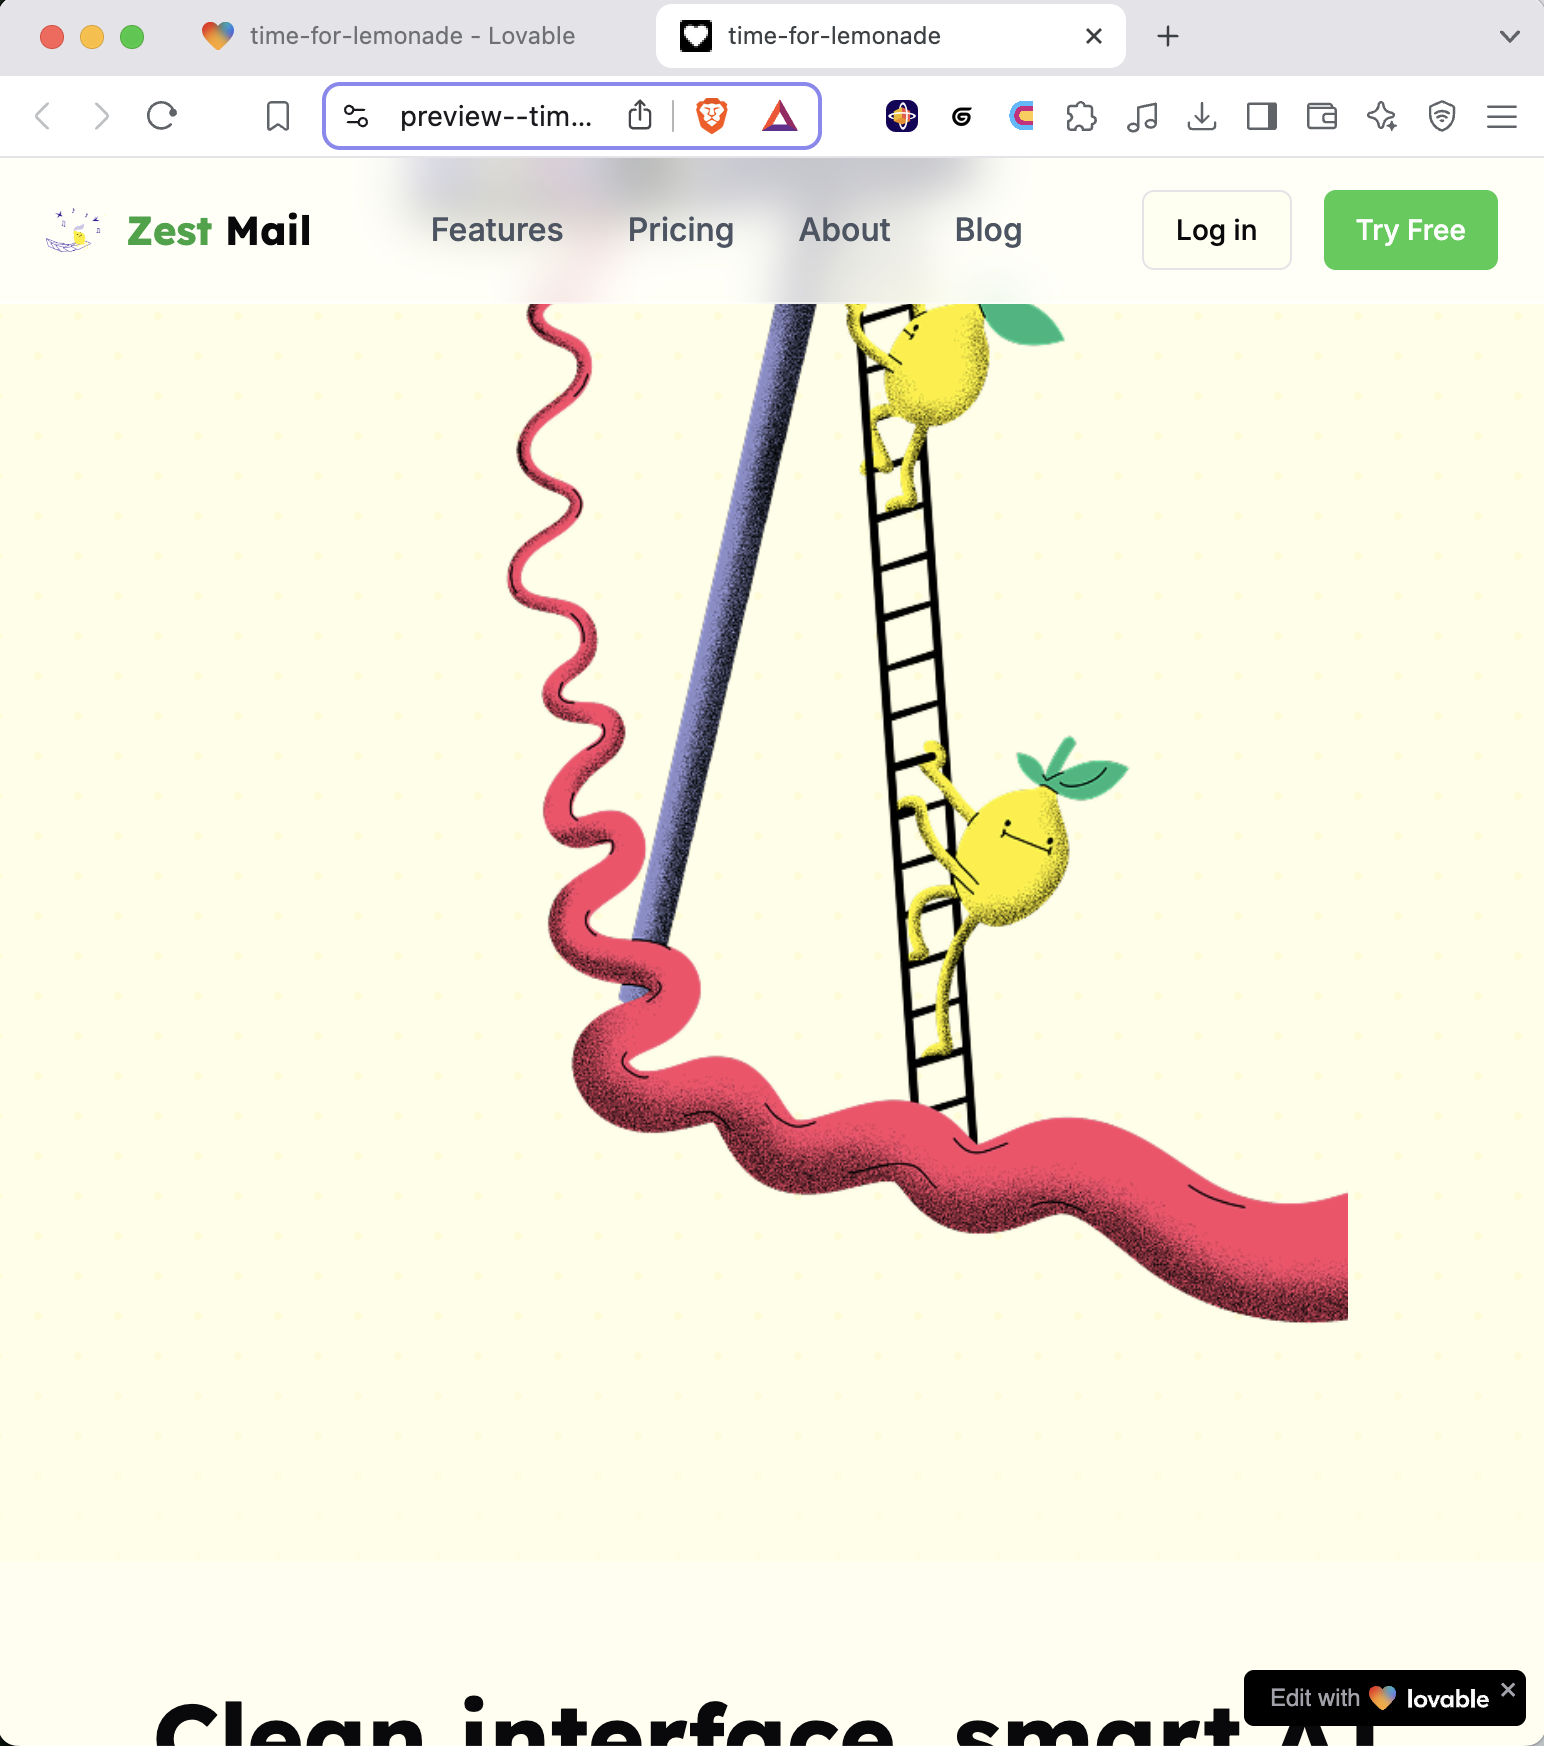 time-for-lemonade - Lovable
time-for-lemonade
preview--tim...
Zest Mail
Features
Pricing
About
Blog
Log in
Try Free
Clean interface, smart AI
Edit with lovable